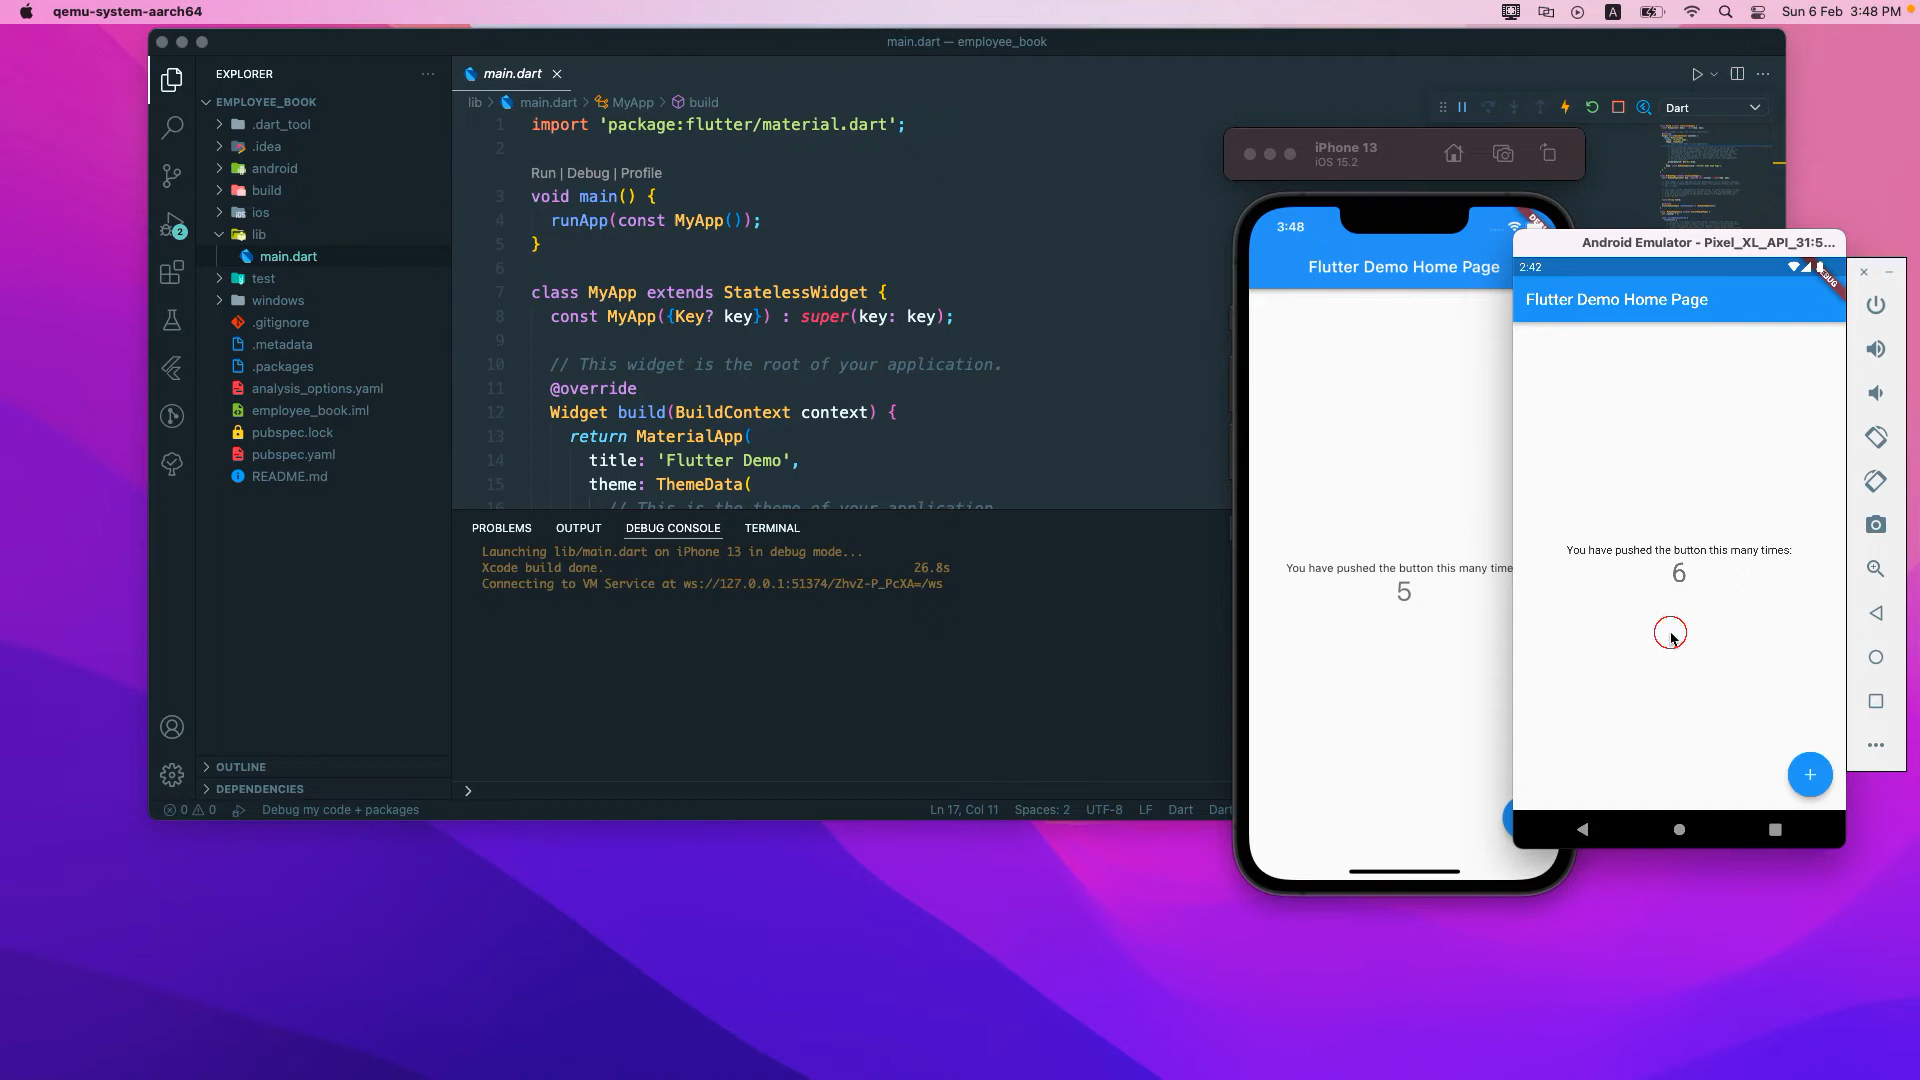 qemu-system-aarch64
A
Sun 6 Feb 3:48 PM
main.dart — employee_book
EXPLORER
EMPLOYEE_BOOK
.dart_tool
.idea
android
build
ios
lib
main.dart
test
windows
.gitignore
.metadata
.packages
analysis_options.yaml
employee_book.iml
pubspec.lock
pubspec.yaml
README.md
OUTLINE
DEPENDENCIES
2
main.dart
lib > main.dart > MyApp > build
Dart
1 import 'package:flutter/material.dart';
2
Run | Debug | Profile
3 void main() {
4 runApp(const MyApp());
5 }
6
7 class MyApp extends StatelessWidget {
8 const MyApp({Key? key}) : super(key: key);
9
10 // This widget is the root of your application.
11 @override
12 Widget build(BuildContext context) {
13 return MaterialApp(
14 title: 'Flutter Demo',
15 theme: ThemeData(
16 // This is the theme of your application
PROBLEMS OUTPUT DEBUG CONSOLE TERMINAL
Launching lib/main.dart on iPhone 13 in debug mode...
Xcode build done. 26.8s
Connecting to VM Service at ws://127.0.0.1:51374/ZhvZ-P_PcXA=/ws
0 0 Debug my code + packages
Ln 17, Col 11 Spaces: 2 UTF-8 LF Dart Dart
iPhone 13
iOS 15.2
3:48
Flutter Demo Home Page
You have pushed the button this many time
5
Android Emulator - Pixel_XL_API_31:5...
2:42
DEBUG
Flutter Demo Home Page
You have pushed the button this many times:
6